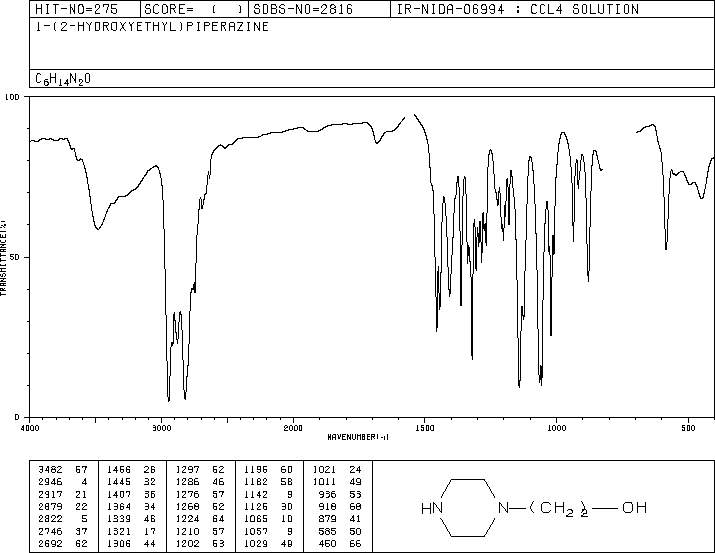 HIT-NO=275 SCORE= ( ) SDBS-NO=2816 IR-NIDA-06994 : CCL4 SOLUTION
1-(2-HYDROXYETHYL)PIPERAZINE
C6H14N2O
100
50
0
TRANSMITTANCE(%)
4000 3000 2000 1500 1000 500
WAVENUMBER(-1)
3482 57 1456 26 1297 52 1196 60 1021 24
2946 4 1445 32 1286 46 1182 58 1011 49
2917 21 1407 36 1276 57 1142 9 936 53
2879 22 1364 34 1268 52 1126 30 918 68
2822 5 1339 46 1224 64 1065 10 879 41
2746 37 1321 17 1210 57 1057 9 585 50
2692 62 1306 44 1202 53 1029 49 450 66
HN N—(CH2)2—OH